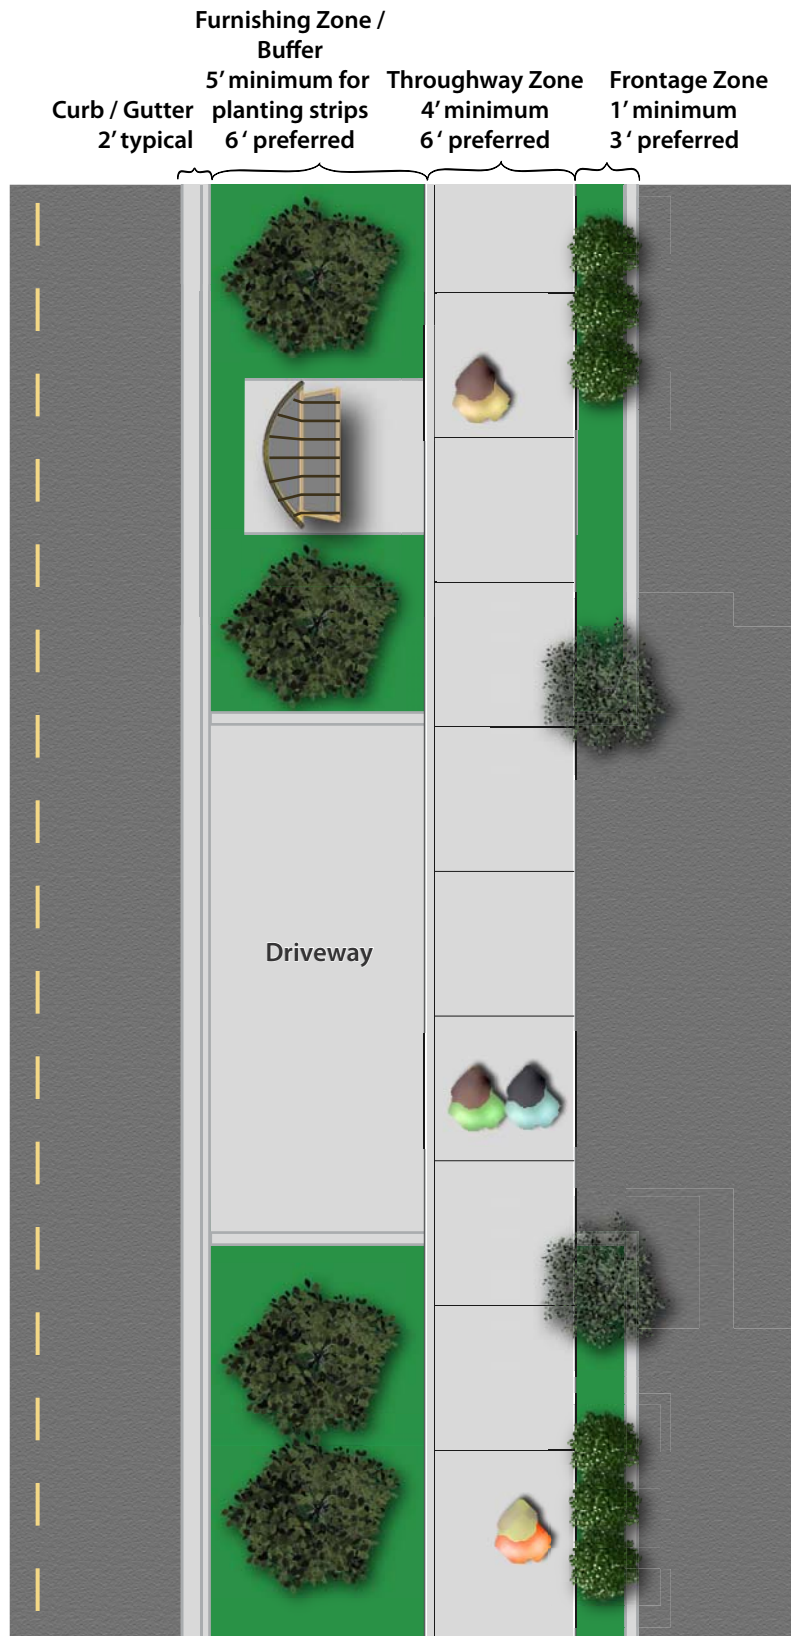 Furnishing Zone /
Buffer
5’ minimum for
planting strips
6‘ preferred
Curb / Gutter
2’ typical
Throughway Zone
4’ minimum
6‘ preferred
Frontage Zone
1’ minimum
3‘ preferred
Driveway